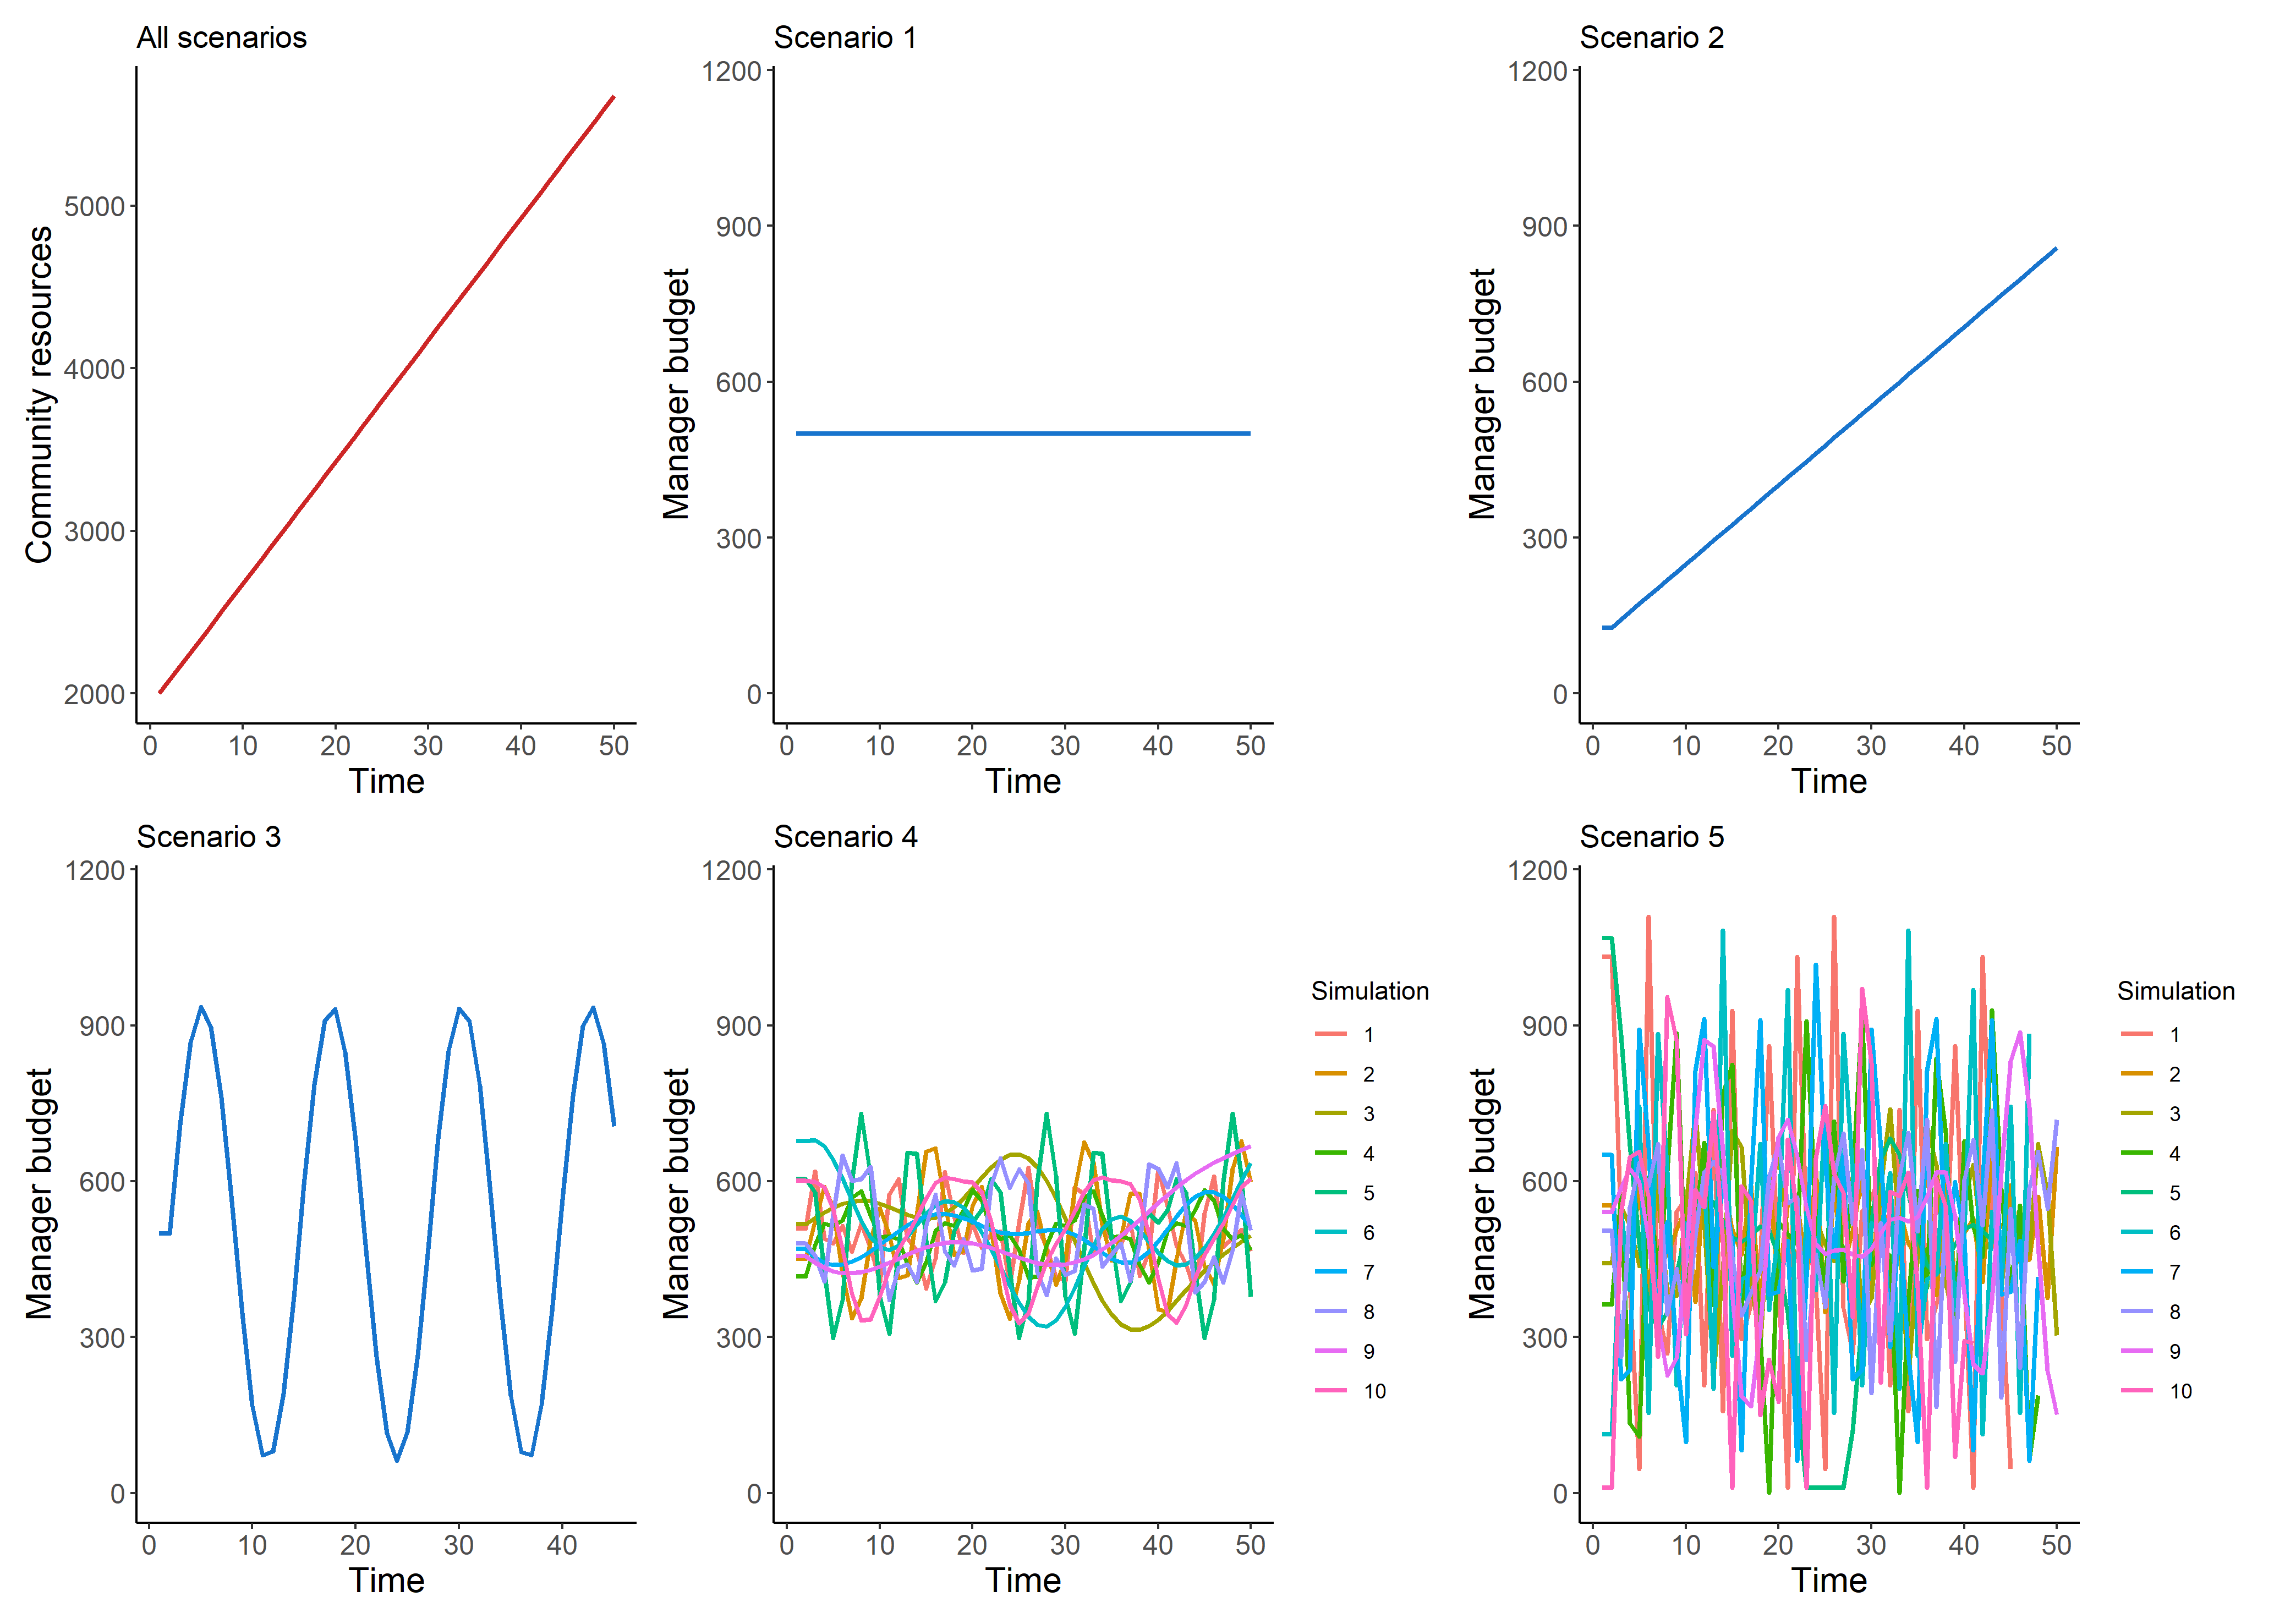 All scenarios
Community resources
5000
4000
3000
2000
0 10 20 30 40 50
Time
Scenario 1
Manager budget
1200
900
600
300
0
0 10 20 30 40 50
Time
Scenario 2
Manager budget
1200
900
600
300
0
0 10 20 30 40 50
Time
Scenario 3
Manager budget
1200
900
600
300
0
0 10 20 30 40
Time
Scenario 4
Manager budget
1200
900
600
300
0
0 10 20 30 40 50
Time
Simulation
1
2
3
4
5
6
7
8
9
10
Scenario 5
Manager budget
1200
900
600
300
0
0 10 20 30 40 50
Time
Simulation
1
2
3
4
5
6
7
8
9
10